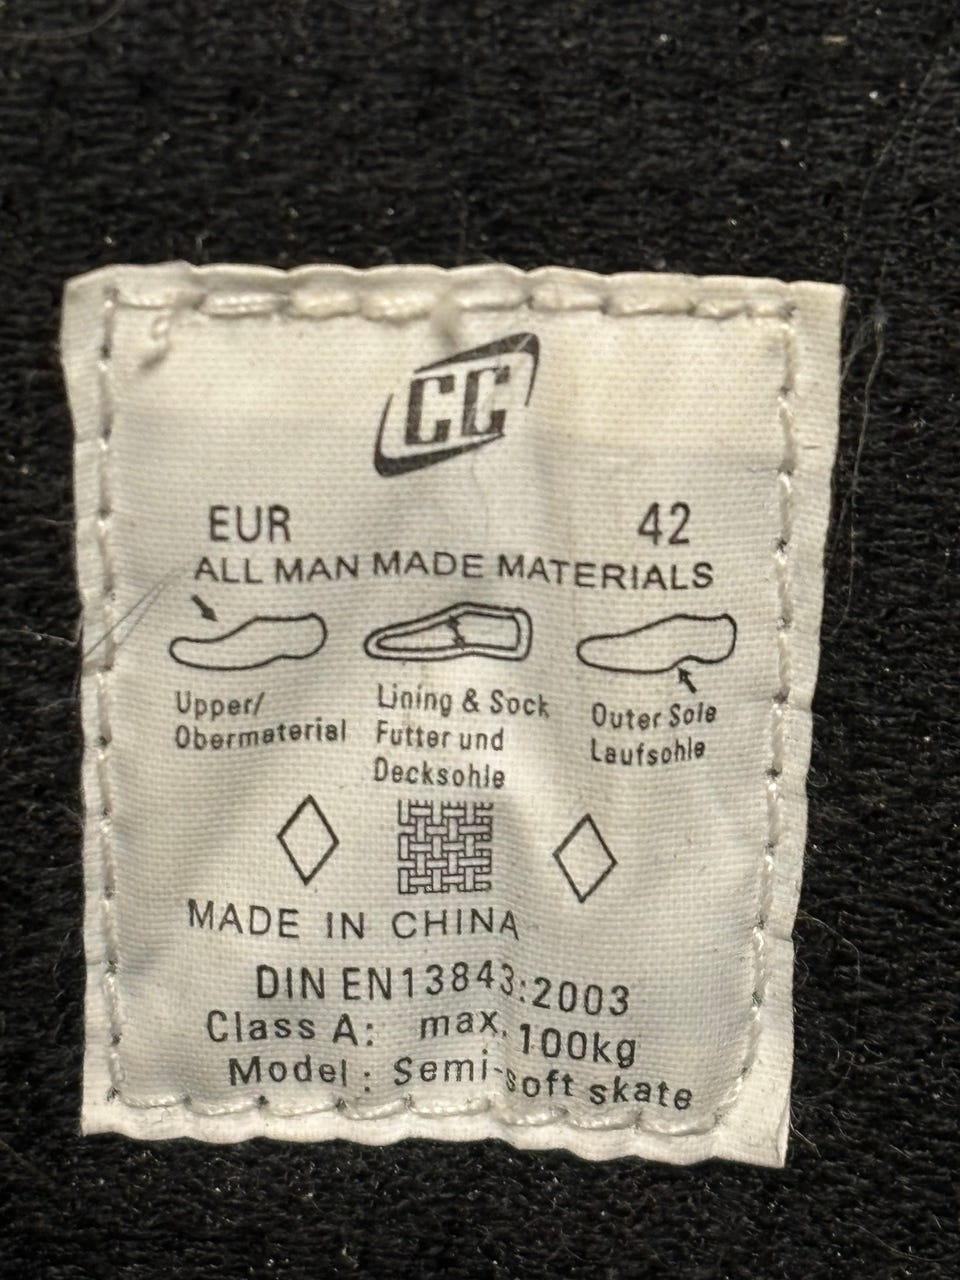 CC
EUR 42
ALL MAN MADE MATERIALS
Upper/
Obermaterial
Lining & Sock
Futter und
Decksohle
Outer Sole
Laufsohle
MADE IN CHINA
DIN EN13843:2003
Class A: max. 100kg
Model : Semi-soft skate